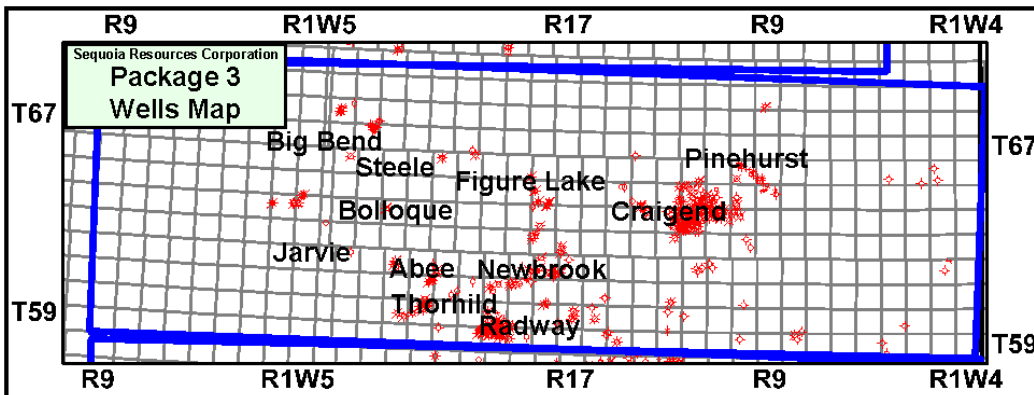 R9 R1W5 R17 R9 R1W4
Sequoia Resources Corporation
Package 3
Wells Map
T67
T67
Big Bend
Steele
Pinehurst
Figure Lake
Bolloque
Craigend
Jarvie
Abee
Newbrook
Thorhild
T59
Radway
T59
R9 R1W5 R17 R9 R1W4